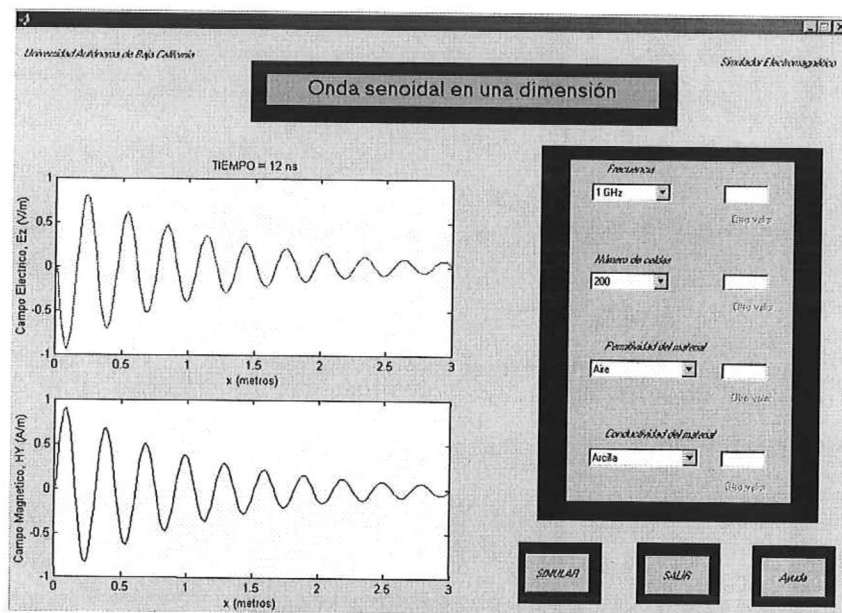 Universidad Autónoma de Baja California
Simulador Electromagnético
Onda senoidal en una dimensión
TIEMPO = 12 ns
Campo Electrico, Ez (V/m)
1
0.5
0
-0.5
-1
0
0.5
1
1.5
2
2.5
3
x (metros)
Campo Magnetico, HY (A/m)
1
0.5
0
-0.5
-1
0
0.5
1
1.5
2
2.5
3
x (metros)
Frecuencia
1 GHz
Otro valor
Número de celdas
200
Otro valor
Permitividad del material
Aire
Otro valor
Conductividad del material
Arcilla
Otro valor
SIMULAR
SALIR
Ayuda